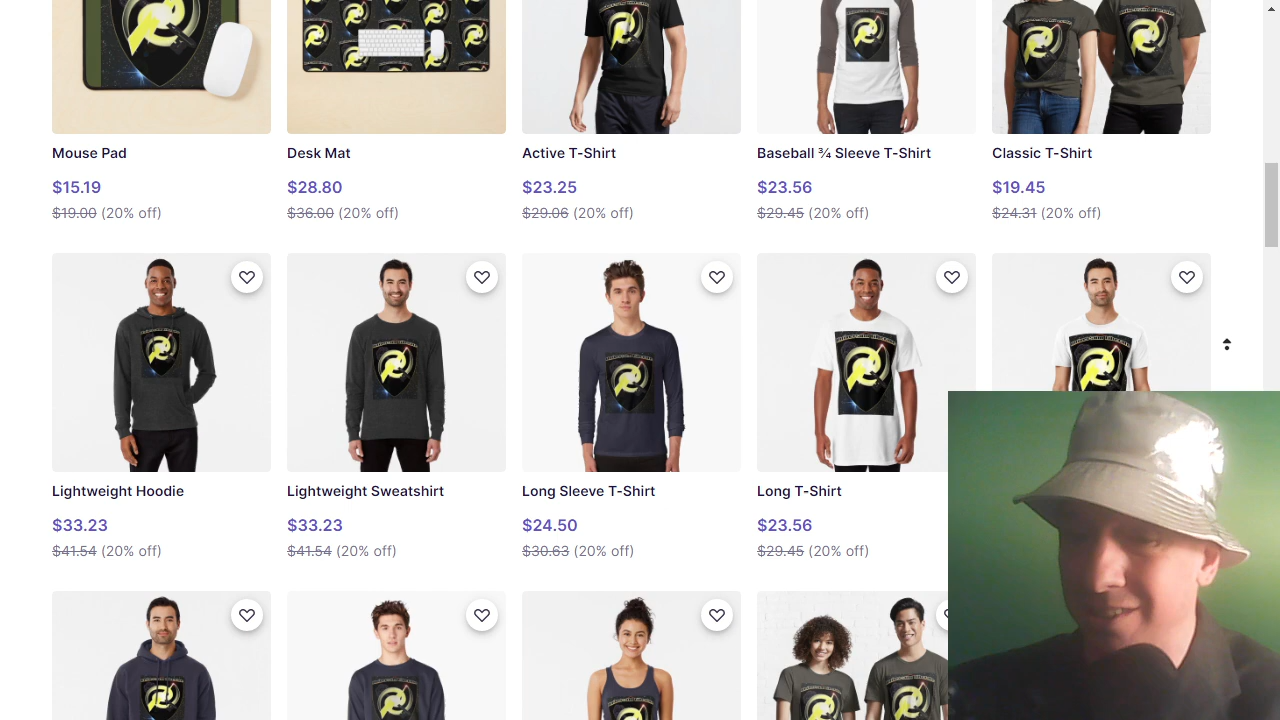 Mouse Pad
Desk Mat
Active T-Shirt
Baseball ¾ Sleeve T-Shirt
Classic T-Shirt
$15.19
$28.80
$23.25
$23.56
$19.45
$19.00 (20% off)
$36.00 (20% off)
$29.06 (20% off)
$29.45 (20% off)
$24.31 (20% off)
Lightweight Hoodie
Lightweight Sweatshirt
Long Sleeve T-Shirt
Long T-Shirt
$33.23
$33.23
$24.50
$23.56
$41.54 (20% off)
$41.54 (20% off)
$30.63 (20% off)
$29.45 (20% off)